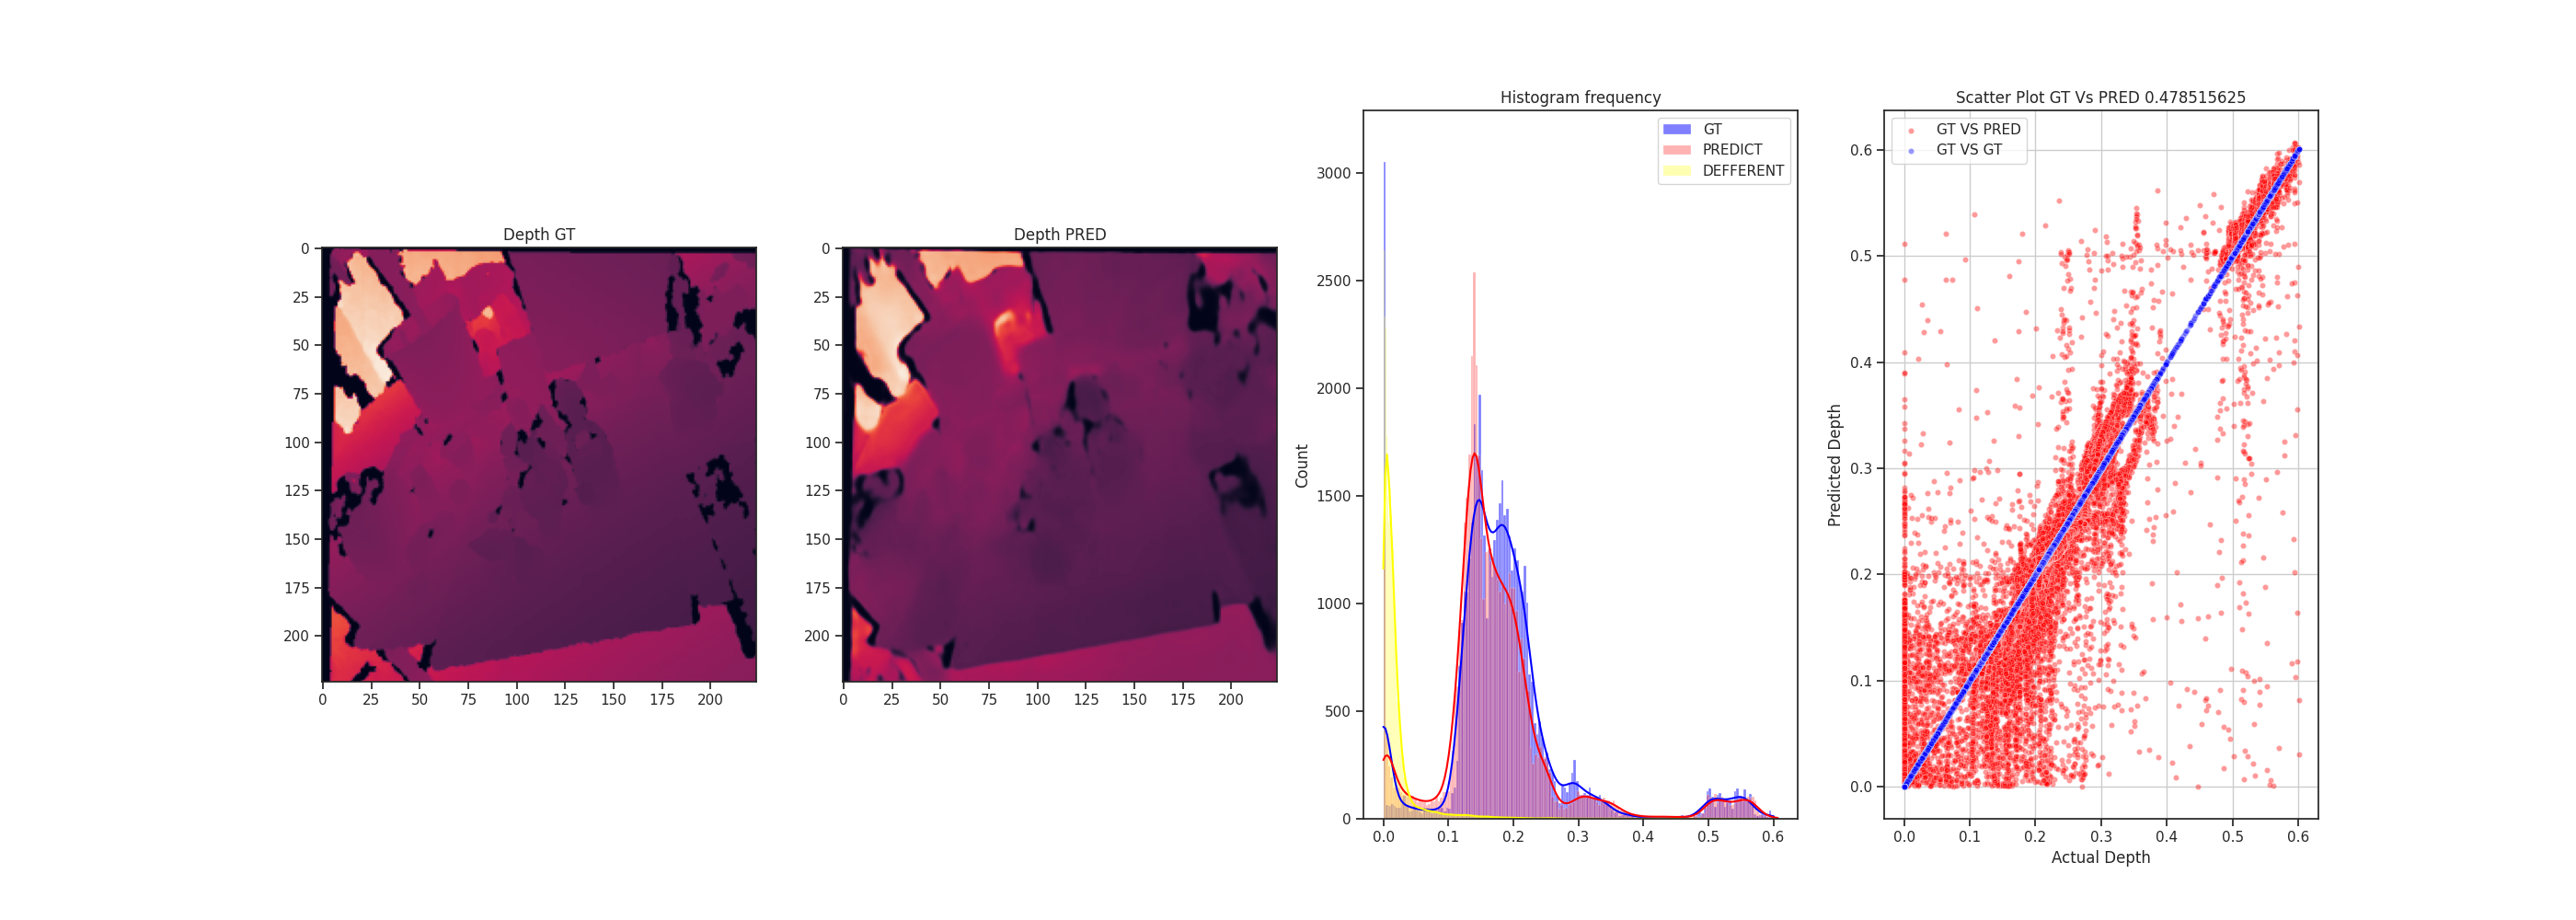 Depth GT
0
25
50
75
100
125
150
175
200
0 25 50 75 100 125 150 175 200
Depth PRED
0
25
50
75
100
125
150
175
200
0 25 50 75 100 125 150 175 200
Histogram frequency
GT
PREDICT
DEFFERENT
Count
3000
2500
2000
1500
1000
500
0
0.0 0.1 0.2 0.3 0.4 0.5 0.6
Scatter Plot GT Vs PRED 0.478515625
GT VS PRED
GT VS GT
Predicted Depth
0.6
0.5
0.4
0.3
0.2
0.1
0.0
0.0 0.1 0.2 0.3 0.4 0.5 0.6
Actual Depth